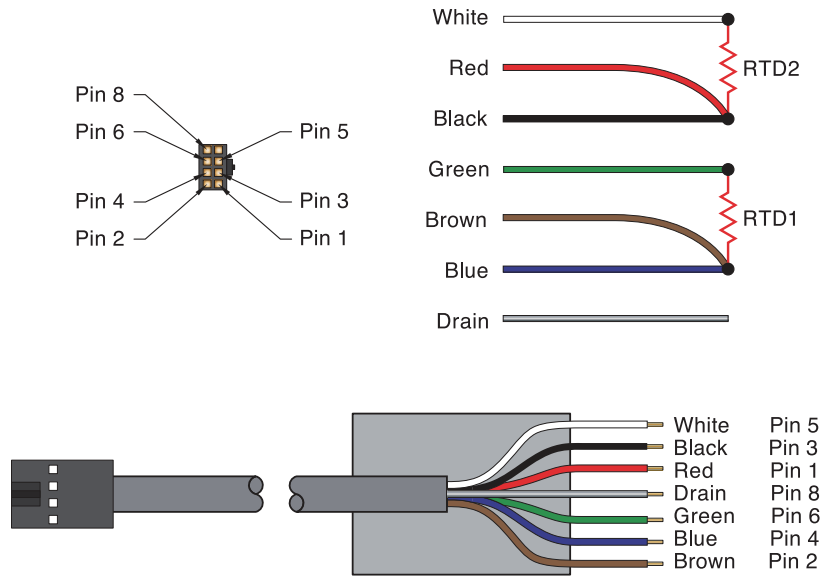 Pin 8
Pin 6
Pin 5
Pin 4
Pin 3
Pin 2
Pin 1
White
Red
RTD2
Black
Green
Brown
RTD1
Blue
Drain
White Pin 5
Black Pin 3
Red Pin 1
Drain Pin 8
Green Pin 6
Blue Pin 4
Brown Pin 2